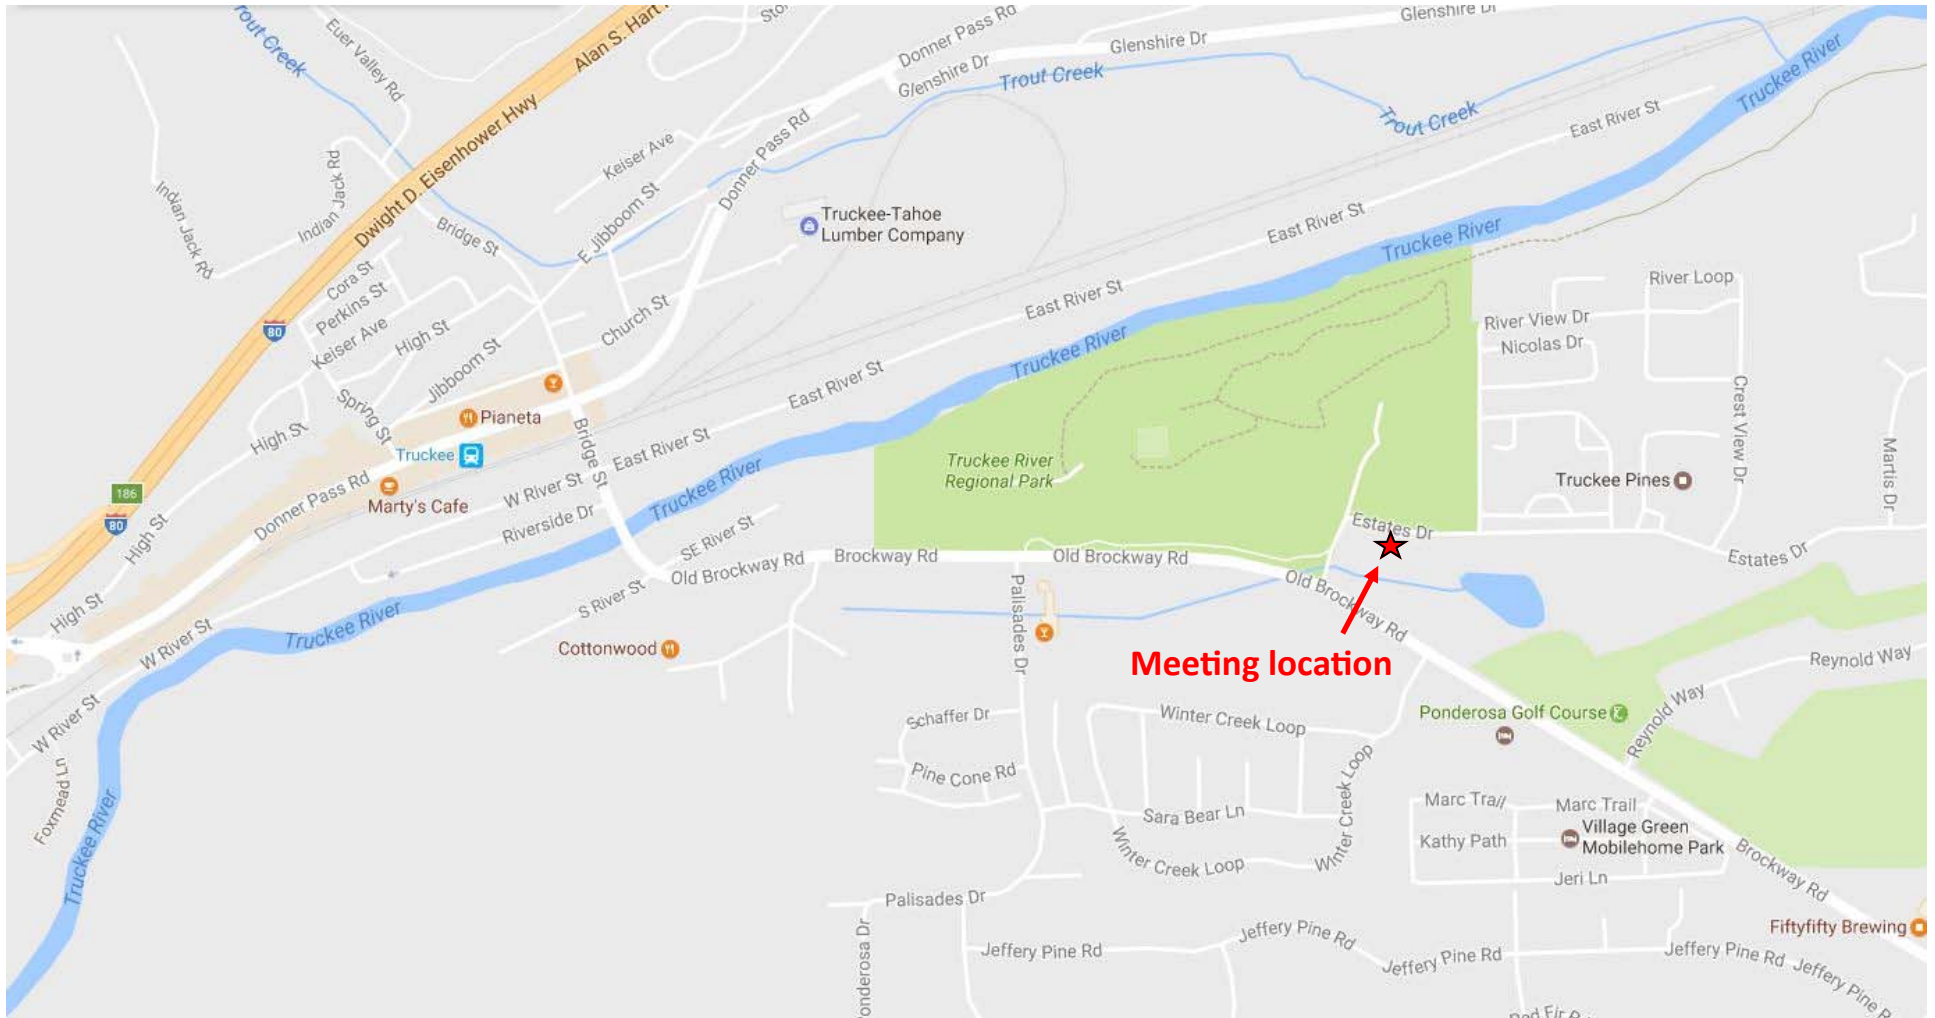 Glenshire Dr
Donner Pass Rd
Glenshire Dr
Glenshire Dr
Trout Creek
Euer Valley Rd
Alan S. Hart
Trout Creek
Truckee River
Trout Creek
East River St
Dwight D. Eisenhower Hwy
Keiser Ave
Donner Pass Rd
Indian Jack Rd
Indian Jack Rd
Indian
Bridge St
E Jibboom St
Truckee-Tahoe
Lumber Company
East River St
Truckee River
Cora St
Perkins St
Keiser Ave
High St
Jibboom St
Church St
East River St
River Loop
River View Dr
Nicolas Dr
80
Truckee River
East River St
Crest View Dr
Martis Dr
Spring St
High St
Pianeta
Truckee
Bridge St
East River St
Truckee River
Regional Park
Truckee Pines
186
80
Donner Pass Rd
Marty's Cafe
W River St
Riverside Dr
Truckee River
SE River St
High St
Estates Dr
Estates Dr
Old Brockway Rd
Brockway Rd
Old Brockway Rd
Old Brockway Rd
High St
S River St
Palisades Dr
Truckee River
W River St
Cottonwood
Meeting location
Reynold Way
Reynold Way
W River St
Schaffer Dr
Winter Creek Loop
Ponderosa Golf Course
Foxmead Ln
Pine Cone Rd
Sara Bear Ln
Winter Creek Loop
Winter Creek Loop
Marc Trail
Marc Trail
Village Green
Mobilehome Park
Kathy Path
Jeri Ln
Brockway Rd
Truckee River
Palisades Dr
Ponderosa Dr
Jeffery Pine Rd
Jeffery Pine Rd
Jeffery Pine Rd
Jeffery Pine Rd
Jeffery Pine R
Fiftyfifty Brewing